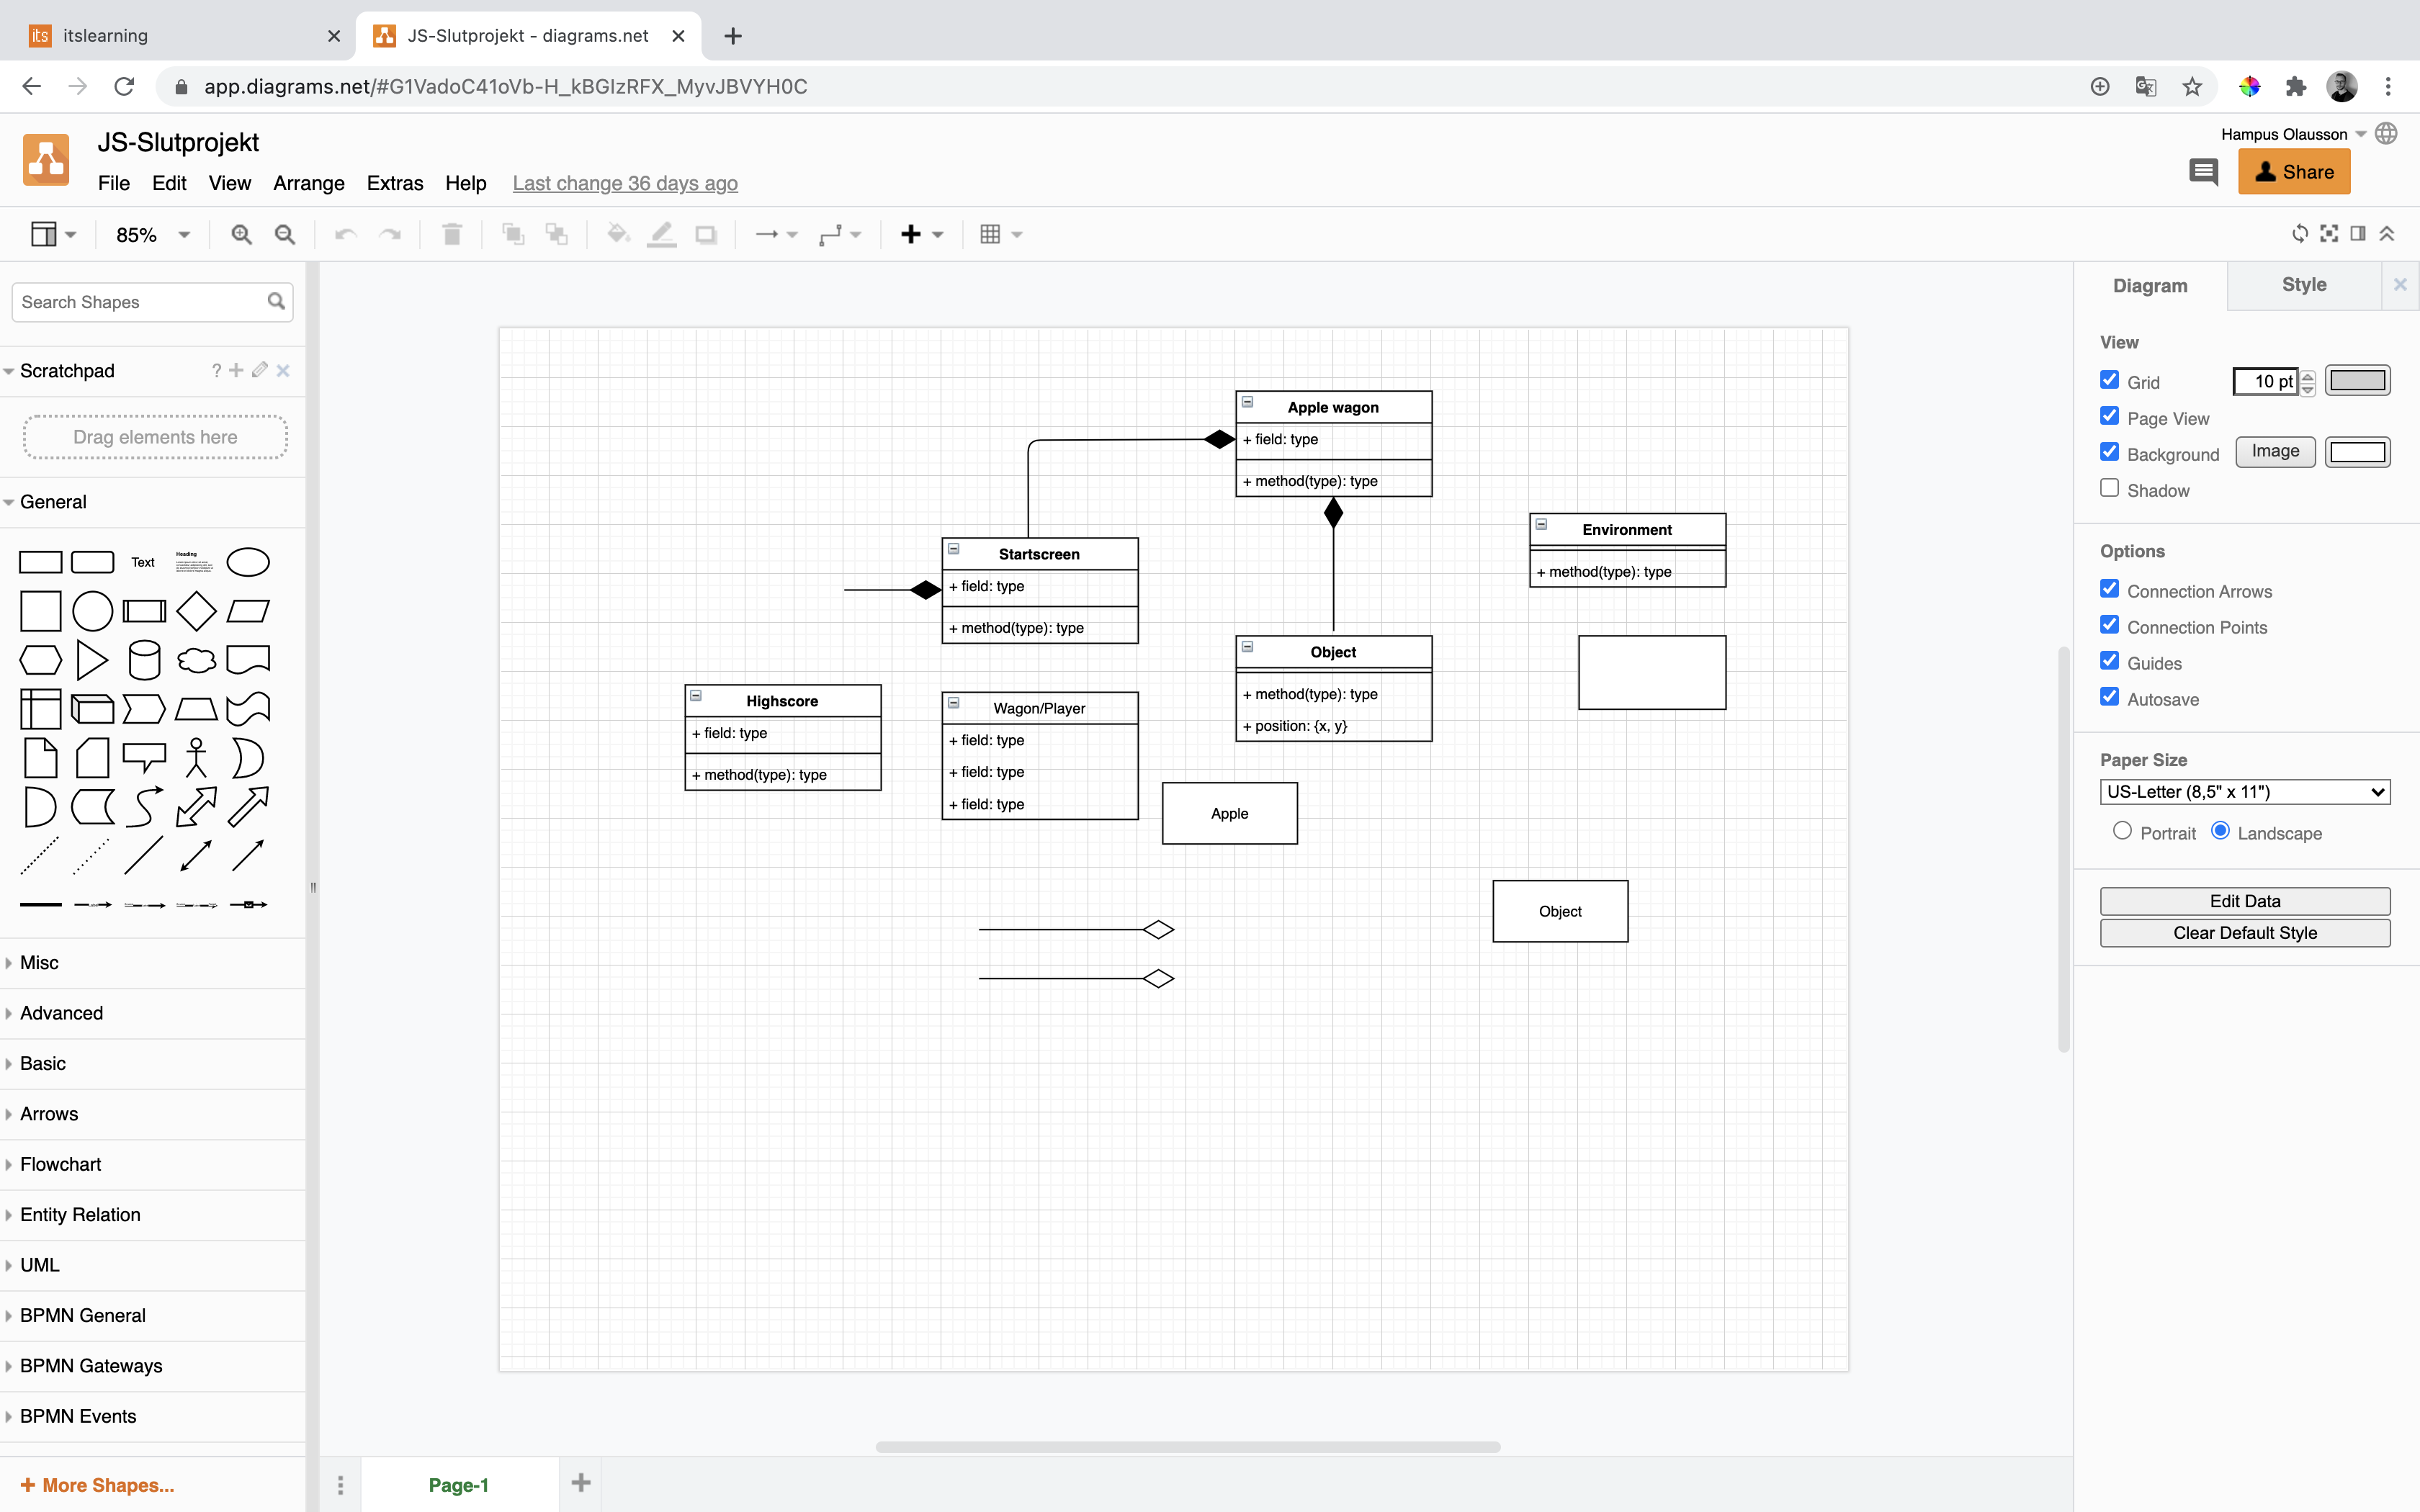 itslearning
JS-Slutprojekt - diagrams.net
app.diagrams.net/#G1VadoC41oVb-H_kBGIzRFX_MyvJBVYH0C
JS-Slutprojekt
Hampus Olausson
File Edit View Arrange Extras Help Last change 36 days ago
Share
85%
Search Shapes
Scratchpad
?
Drag elements here
General
Text
Heading
Misc
Advanced
Basic
Arrows
Flowchart
Entity Relation
UML
BPMN General
BPMN Gateways
BPMN Events
+ More Shapes...
Apple wagon
+ field: type
+ method(type): type
Startscreen
+ field: type
+ method(type): type
Environment
+ method(type): type
Object
+ method(type): type
+ position: {x, y}
Highscore
+ field: type
+ method(type): type
Wagon/Player
+ field: type
+ field: type
+ field: type
Apple
Object
Page-1
Diagram
Style
View
Grid
10 pt
Page View
Background
Image
Shadow
Options
Connection Arrows
Connection Points
Guides
Autosave
Paper Size
US-Letter (8,5" x 11")
Portrait
Landscape
Edit Data
Clear Default Style